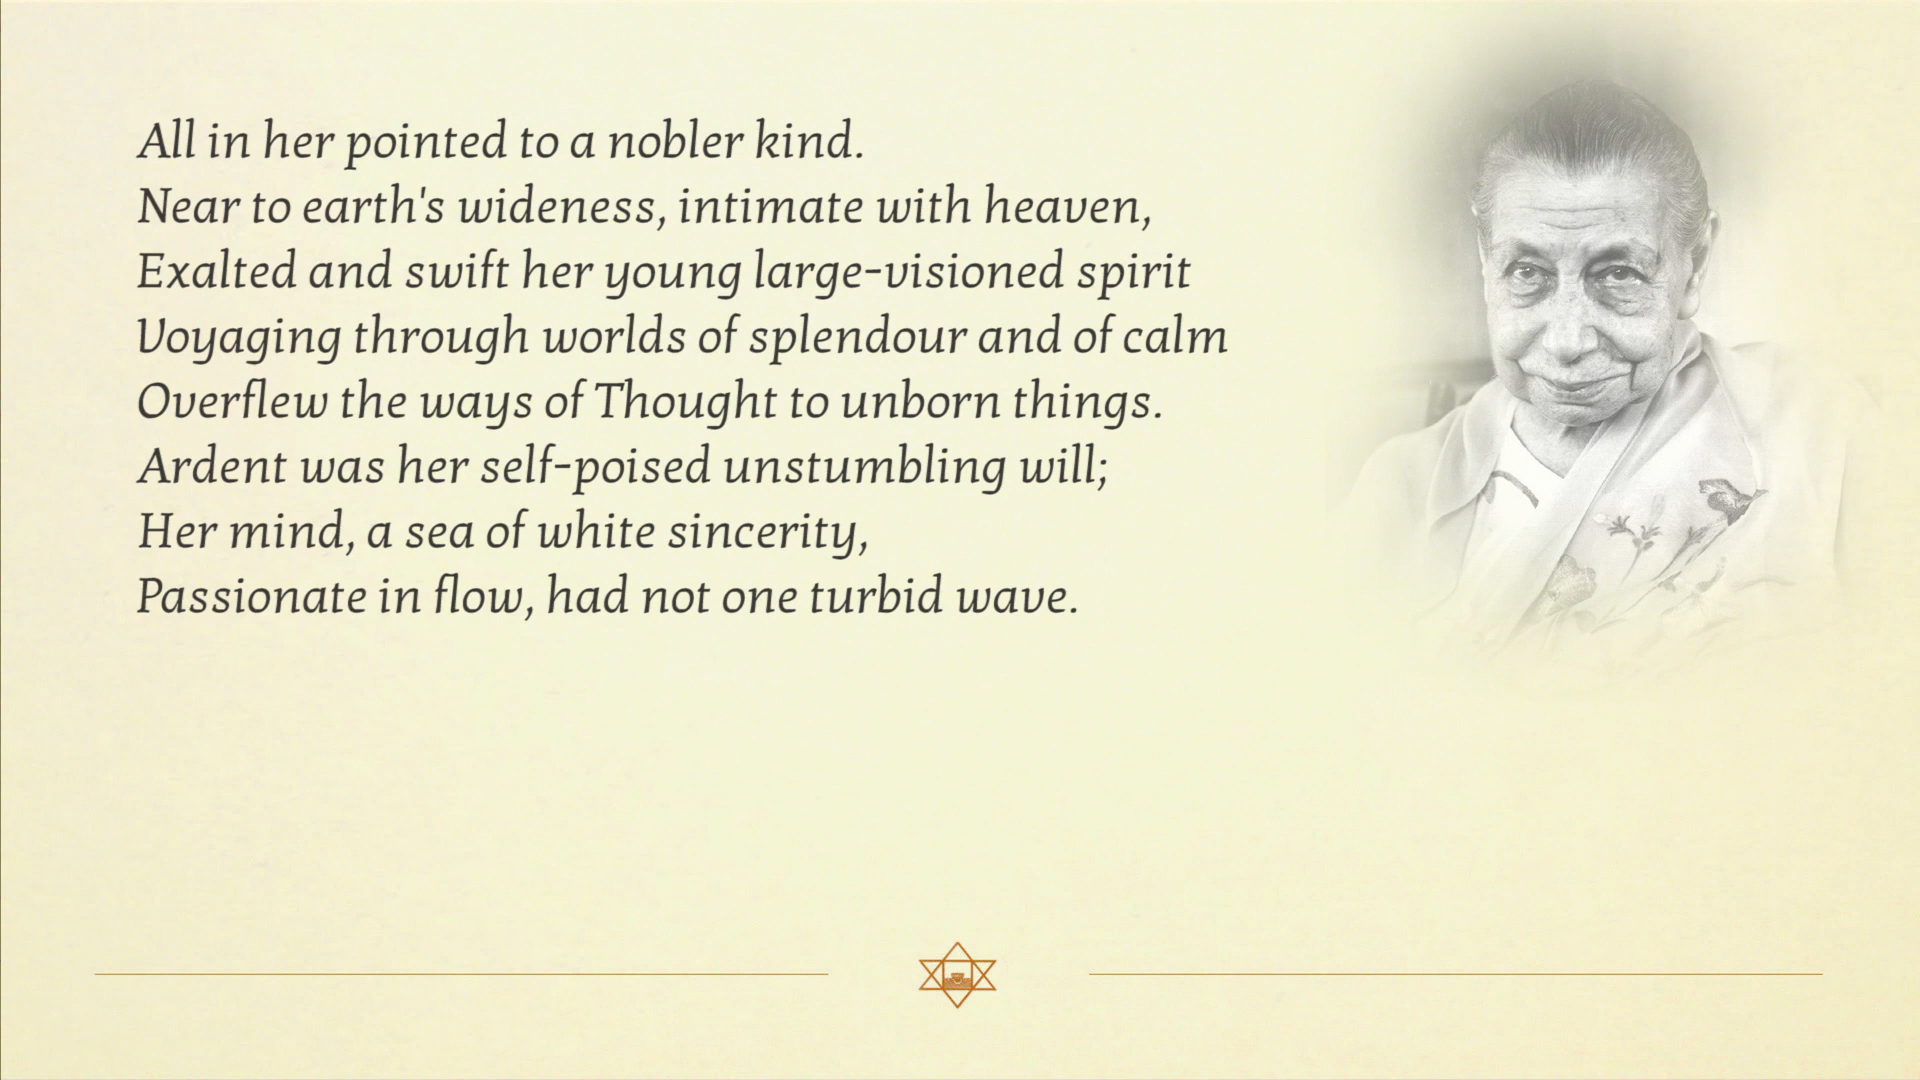 All in her pointed to a nobler kind.
Near to earth's wideness, intimate with heaven,
Exalted and swift her young large-visioned spirit
Voyaging through worlds of splendour and of calm
Overflew the ways of Thought to unborn things.
Ardent was her self-poised unstumbling will;
Her mind, a sea of white sincerity,
Passionate in flow, had not one turbid wave.